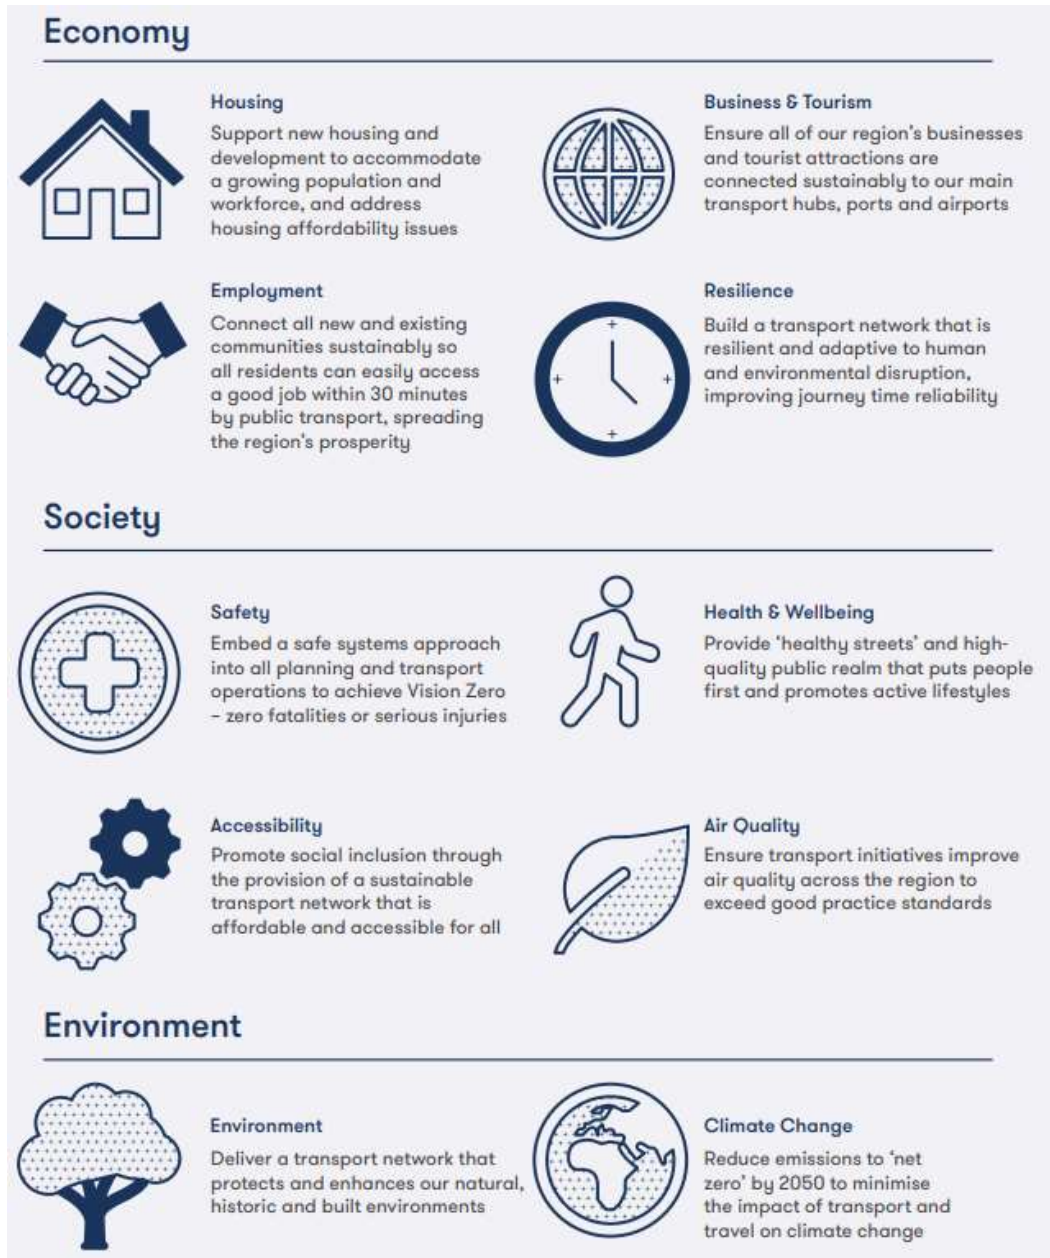 Economy
Housing
Support new housing and
development to accommodate
a growing population and
workforce, and address
housing affordability issues
Business & Tourism
Ensure all of our region's businesses
and tourist attractions are
connected sustainably to our main
transport hubs, ports and airports
Employment
Connect all new and existing
communities sustainably so
all residents can easily access
a good job within 30 minutes
by public transport, spreading
the region's prosperity
Resilience
Build a transport network that is
resilient and adaptive to human
and environmental disruption,
improving journey time reliability
Society
Safety
Embed a safe systems approach
into all planning and transport
operations to achieve Vision Zero
– zero fatalities or serious injuries
Health & Wellbeing
Provide ‘healthy streets’ and high-
quality public realm that puts people
first and promotes active lifestyles
Accessibility
Promote social inclusion through
the provision of a sustainable
transport network that is
affordable and accessible for all
Air Quality
Ensure transport initiatives improve
air quality across the region to
exceed good practice standards
Environment
Environment
Deliver a transport network that
protects and enhances our natural,
historic and built environments
Climate Change
Reduce emissions to ‘net
zero’ by 2050 to minimise
the impact of transport and
travel on climate change